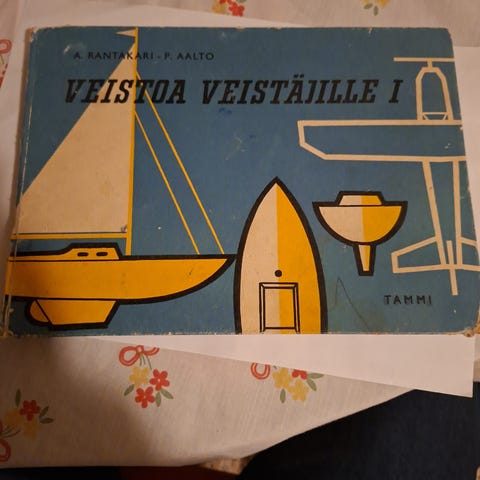 A. RANTAKARI - P. AALTO
VEISTOA VEISTÄJILLE I
TAMMI